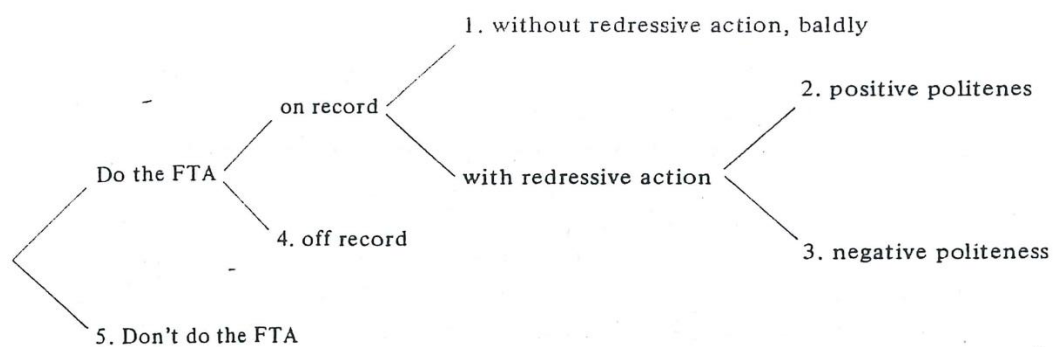 1. without redressive action, baldly
2. positive politenes
on record
Do the FTA
with redressive action
4. off record
3. negative politeness
5. Don't do the FTA